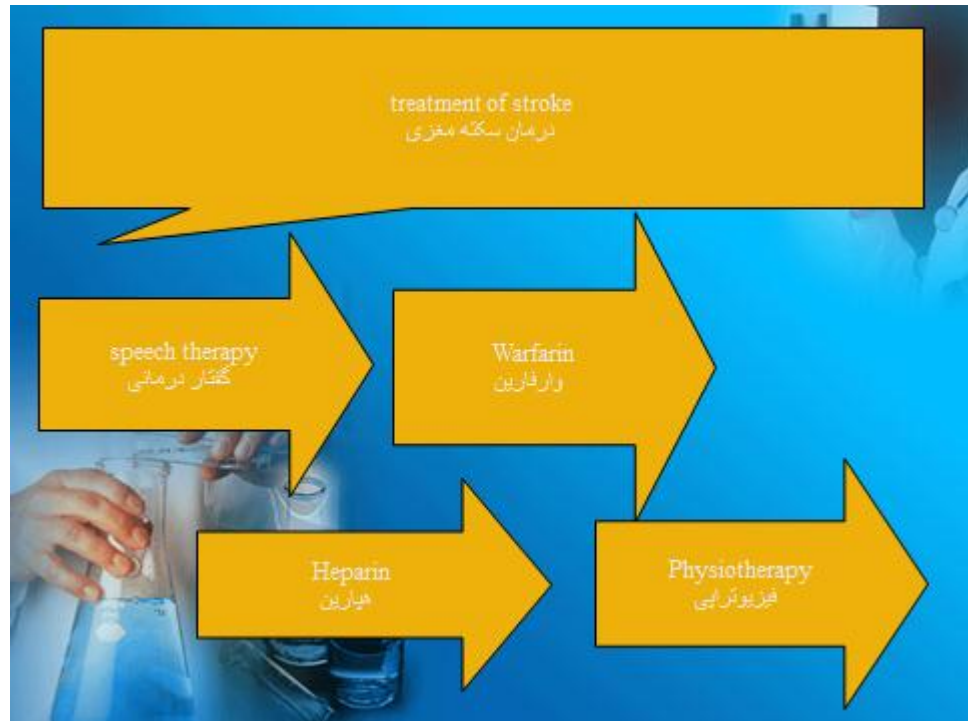 treatment of stroke
درمان سکته مغزی
speech therapy
گفتار درمانی
Warfarin
وارفارین
Heparin
هپارین
Physiotherapy
فیزیوتراپی